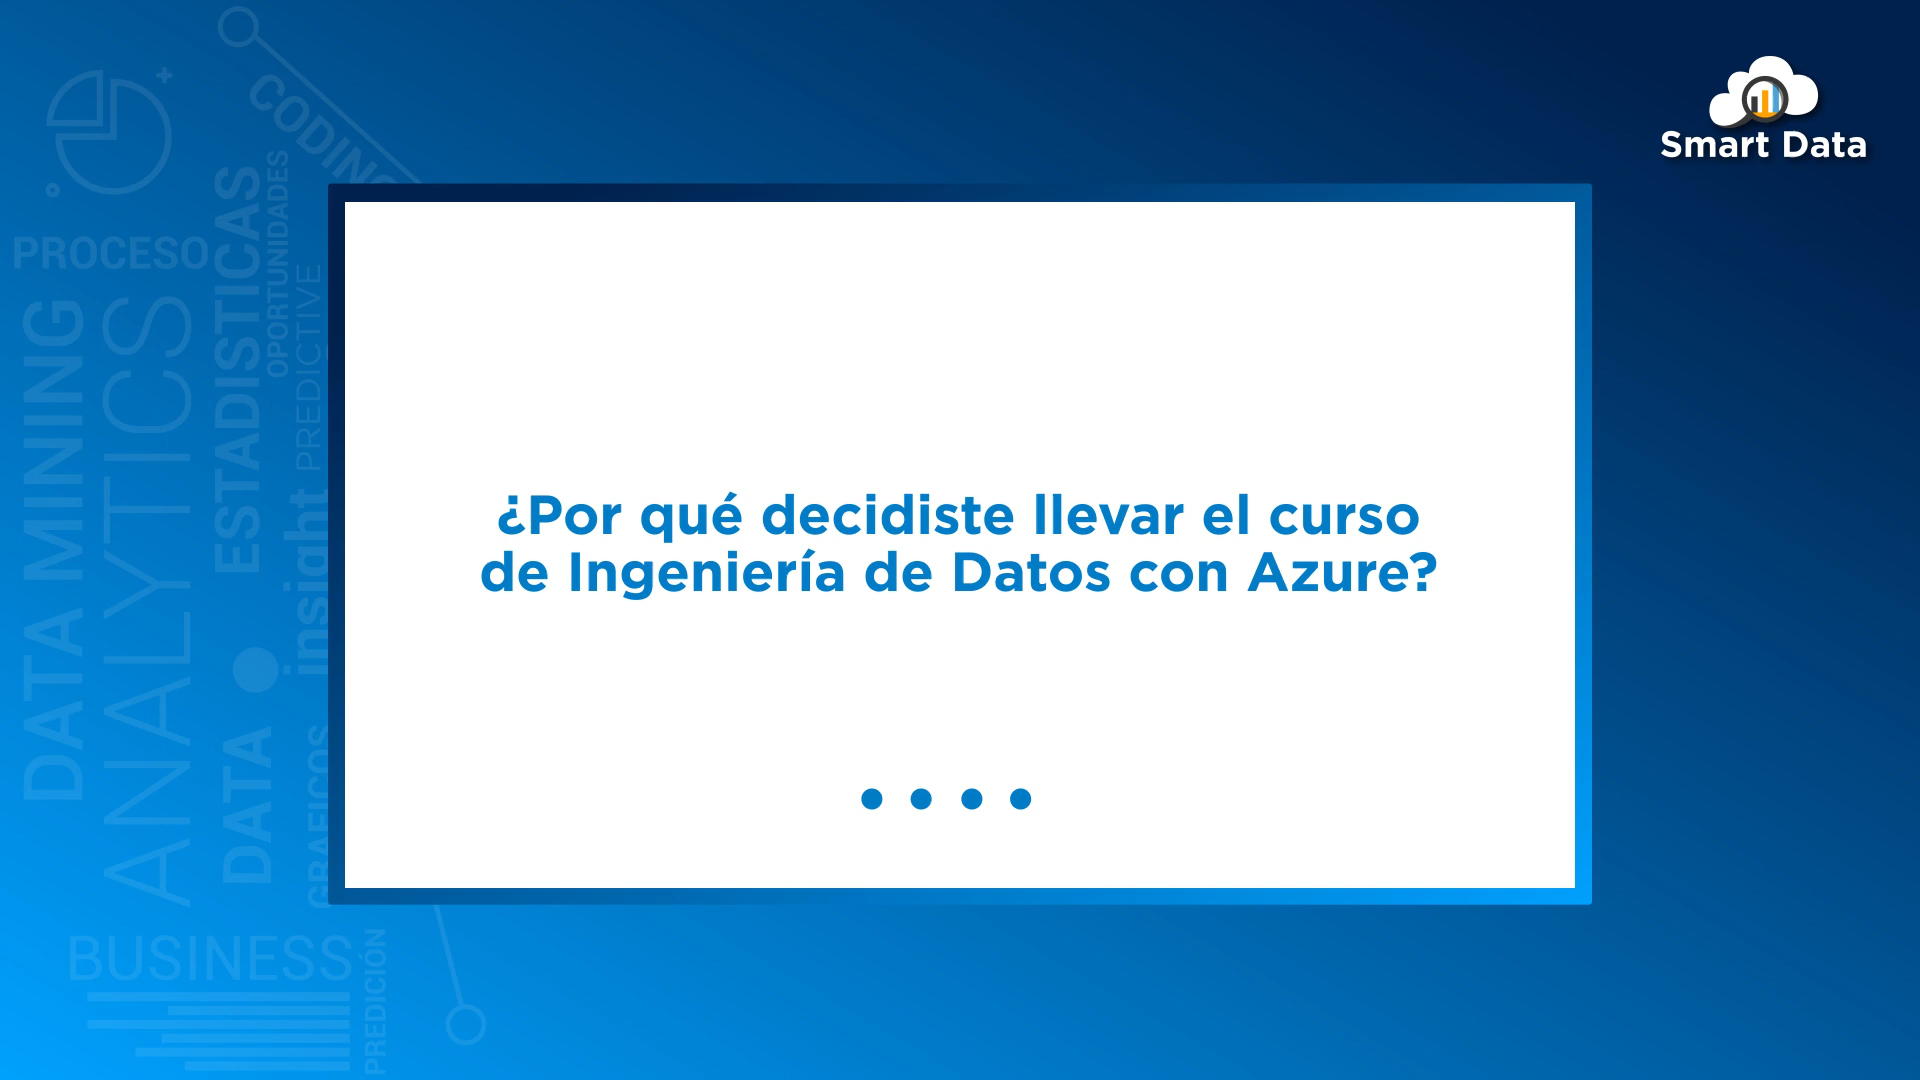 CODING
PROCESO
DATA MINING
ANALYTICS
ESTADISTICAS
OPORTUNIDADES
PREDICTIVE
insight
DATA
GRAFICOS
BUSINESS
PREDICIÓN
Smart Data
¿Por qué decidiste llevar el curso
de Ingeniería de Datos con Azure?